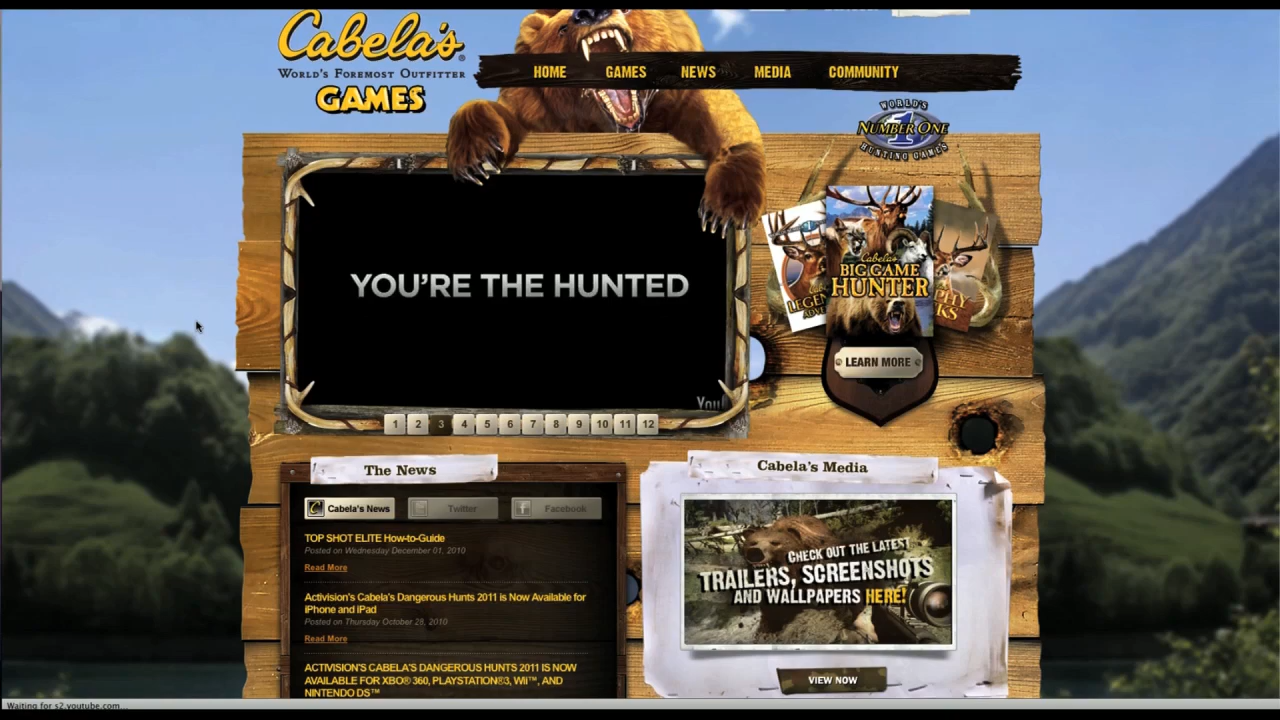 Cabela's
WORLD'S FOREMOST OUTFITTER
GAMES
HOME GAMES NEWS MEDIA COMMUNITY
WORLD'S
NUMBER ONE
1
HUNTING GAMES
YOU'RE THE HUNTED
You
Cabela's
BIG GAME
HUNTER
LEARN MORE
1 2 3 4 5 6 7 8 9 10 11 12
The News
Cabela's News Twitter Facebook
TOP SHOT ELITE How-to-Guide
Posted on Wednesday December 01, 2010
Read More
Activision's Cabela's Dangerous Hunts 2011 is Now Available for
iPhone and iPad
Posted on Thursday October 28, 2010
Read More
ACTIVISION'S CABELA'S DANGEROUS HUNTS 2011 IS NOW
AVAILABLE FOR XBO® 360, PLAYSTATION®3, Wii™, AND
NINTENDO DS™
Cabela's Media
CHECK OUT THE LATEST
TRAILERS, SCREENSHOTS
AND WALLPAPERS HERE!
VIEW NOW
Waiting for s2.youtube.com...